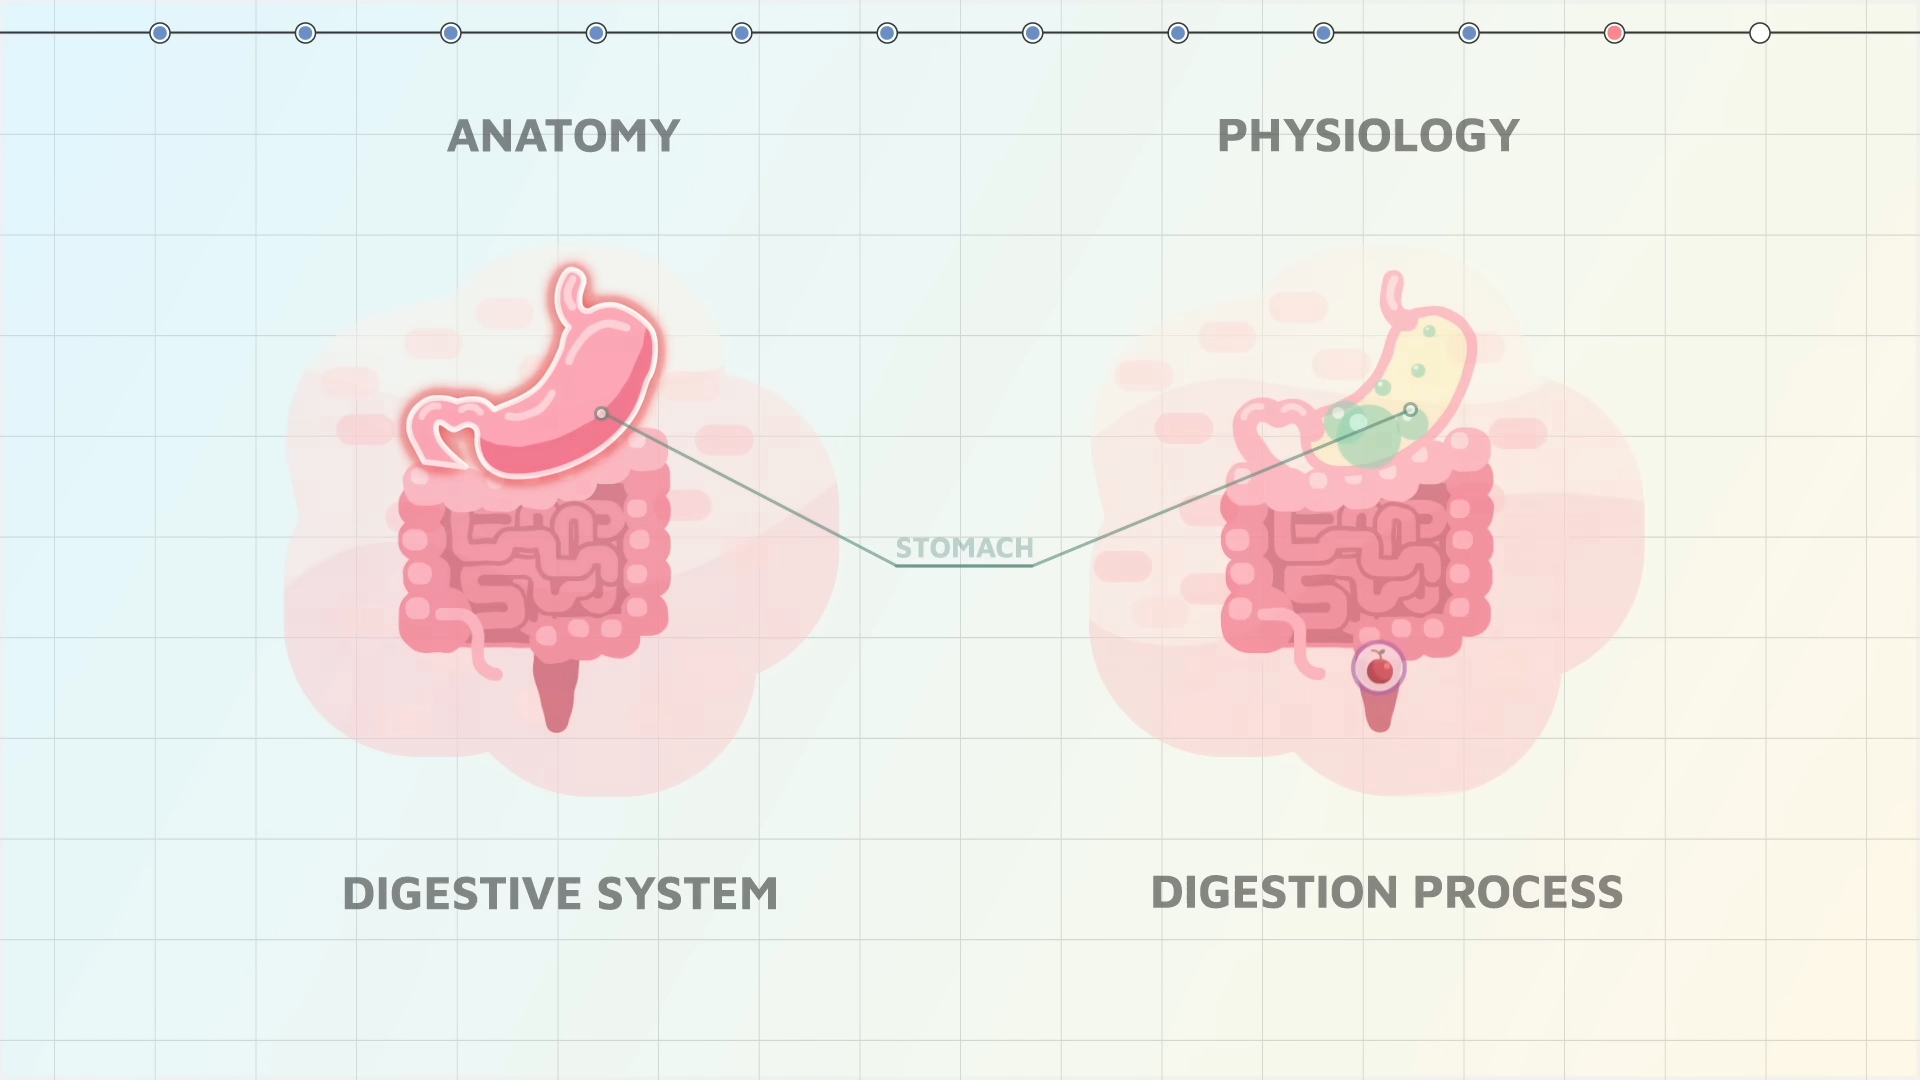 ANATOMY
PHYSIOLOGY
STOMACH
DIGESTIVE SYSTEM
DIGESTION PROCESS